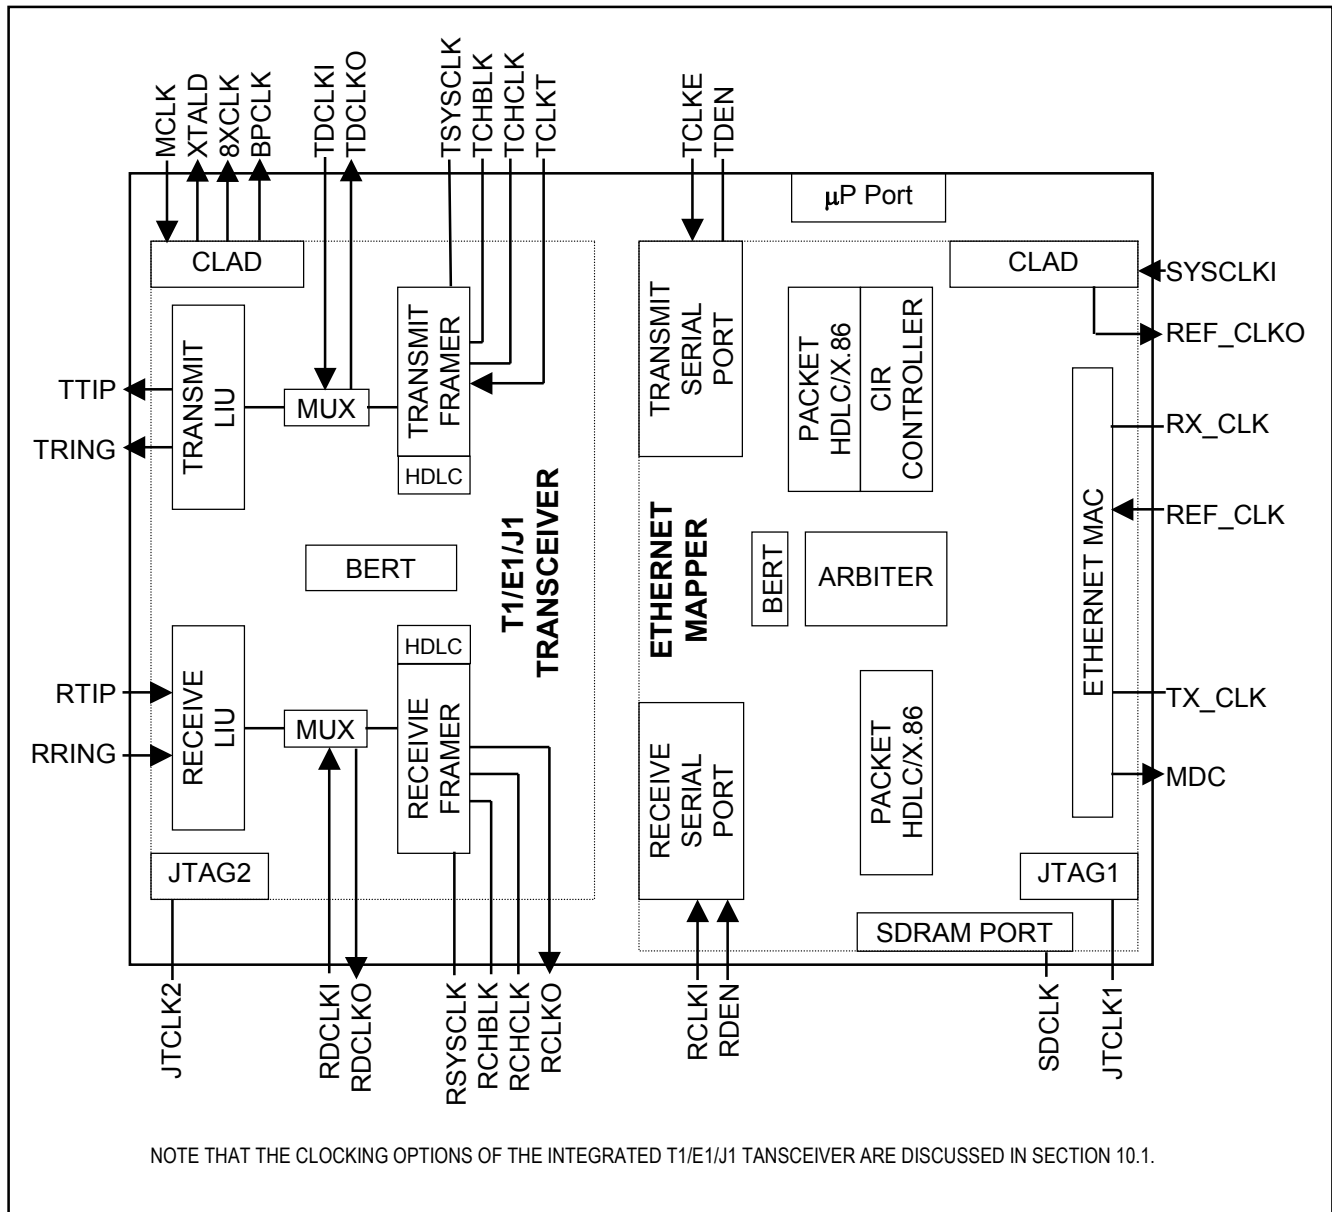 MCLK
XTALD
8XCLK
BPCLK
TDCLKI
TDCLKO
TSYSCLK
TCHBLK
TCHCLK
TCLKT
TCLKE
TDEN
µP Port
CLAD
CLAD
SYSCLKI
REF_CLKO
RX_CLK
REF_CLK
TX_CLK
MDC
TTIP
TRING
TRANSMIT
LIU
MUX
TRANSMIT
FRAMER
HDLC
TRANSMIT
SERIAL
PORT
PACKET
HDLC/X.86
CIR
CONTROLLER
ETHERNET MAC
T1/E1/J1
TRANSCEIVER
ETHERNET
MAPPER
BERT
BERT
ARBITER
RTIP
RRING
RECEIVE
LIU
MUX
HDLC
RECEIVIE
FRAMER
RECEIVE
SERIAL
PORT
PACKET
HDLC/X.86
JTAG2
JTAG1
SDRAM PORT
JTCLK2
RDCLKI
RDCLKO
RSYSCLK
RCHBLK
RCHCLK
RCLKO
RCLKI
RDEN
SDCLK
JTCLK1
NOTE THAT THE CLOCKING OPTIONS OF THE INTEGRATED T1/E1/J1 TANSCEIVER ARE DISCUSSED IN SECTION 10.1.